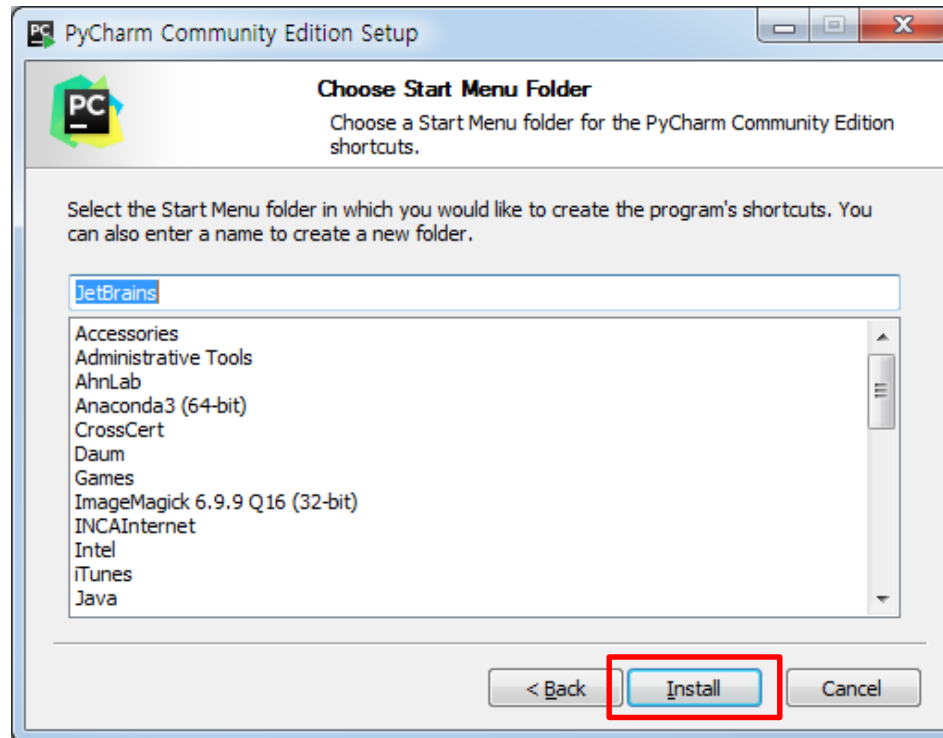 PC PyCharm Community Edition Setup
PC
Choose Start Menu Folder
Choose a Start Menu folder for the PyCharm Community Edition
shortcuts.
Select the Start Menu folder in which you would like to create the program's shortcuts. You
can also enter a name to create a new folder.
JetBrains
Accessories
Administrative Tools
AhnLab
Anaconda3 (64-bit)
CrossCert
Daum
Games
ImageMagick 6.9.9 Q16 (32-bit)
INCAInternet
Intel
iTunes
Java
< Back
Install
Cancel